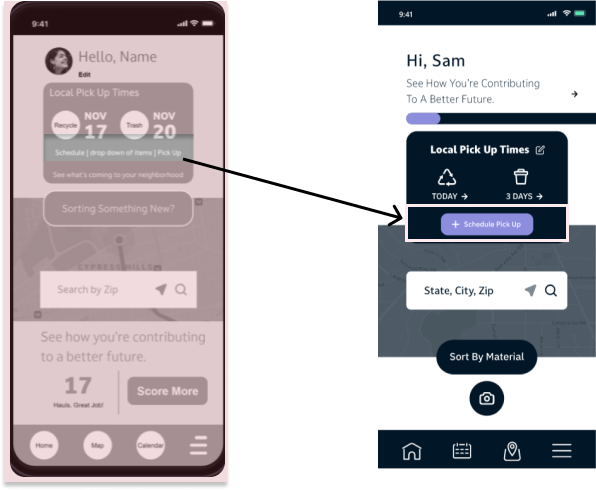 9:41
Hello, Name
Edit
Local Pick Up Times
Recycle
NOV
17
Trash
NOV
20
Schedule | drop down of items | Pick Up
See what's coming to your neighborhood
Sorting Something New?
CYPRESS HILLS
Search by Zip
See how you're contributing
to a better future.
17
Hauls. Great Job!
Score More
Home
Map
Calendar
9:41
Hi, Sam
See How You're Contributing
To A Better Future.
Local Pick Up Times
TODAY →
3 DAYS →
+ Schedule Pick Up
State, City, Zip
Sort By Material